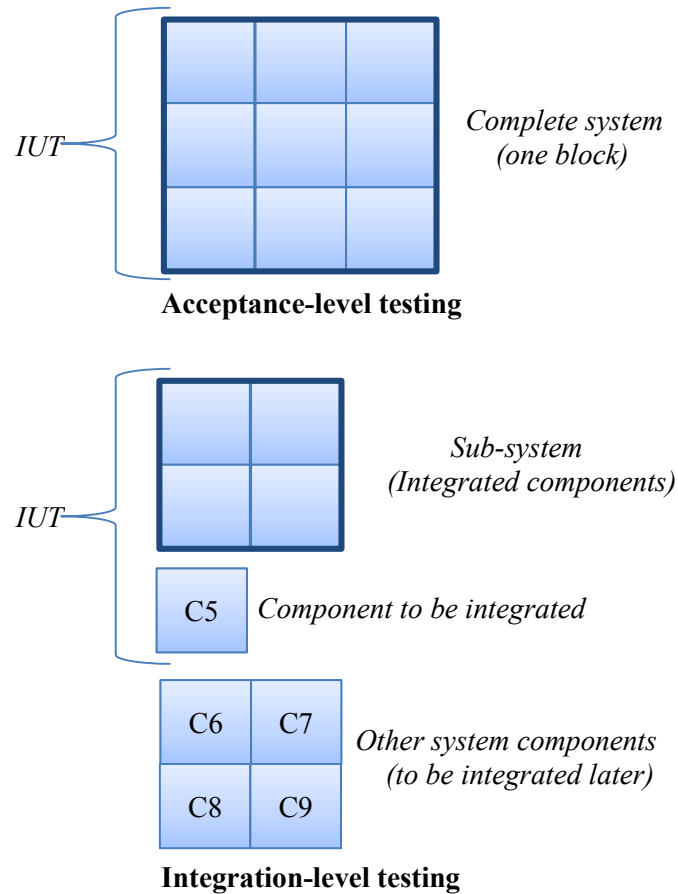 IUT
Complete system
(one block)
Acceptance-level testing
Sub-system
(Integrated components)
IUT
C5
Component to be integrated
C6 C7
Other system components
(to be integrated later)
C8 C9
Integration-level testing